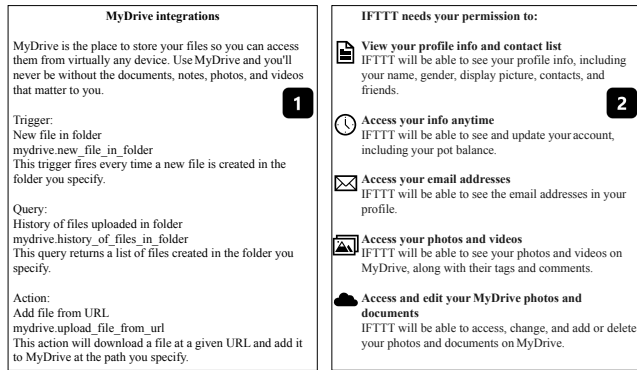 MyDrive integrations
MyDrive is the place to store your files so you can access
them from virtually any device. Use MyDrive and you'll
never be without the documents, notes, photos, and videos
that matter to you.
1
Trigger:
New file in folder
mydrive.new_file_in_folder
This trigger fires every time a new file is created in the
folder you specify.
Query:
History of files uploaded in folder
mydrive.history_of_files_in_folder
This query returns a list of files created in the folder you
specify.
Action:
Add file from URL
mydrive.upload_file_from_url
This action will download a file at a given URL and add it
to MyDrive at the path you specify.
IFTTT needs your permission to:
View your profile info and contact list
IFTTT will be able to see your profile info, including
your name, gender, display picture, contacts, and
friends.
2
Access your info anytime
IFTTT will be able to see and update your account,
including your pot balance.
Access your email addresses
IFTTT will be able to see the email addresses in your
profile.
Access your photos and videos
IFTTT will be able to see your photos and videos on
MyDrive, along with their tags and comments.
Access and edit your MyDrive photos and
documents
IFTTT will be able to access, change, and add or delete
your photos and documents on MyDrive.